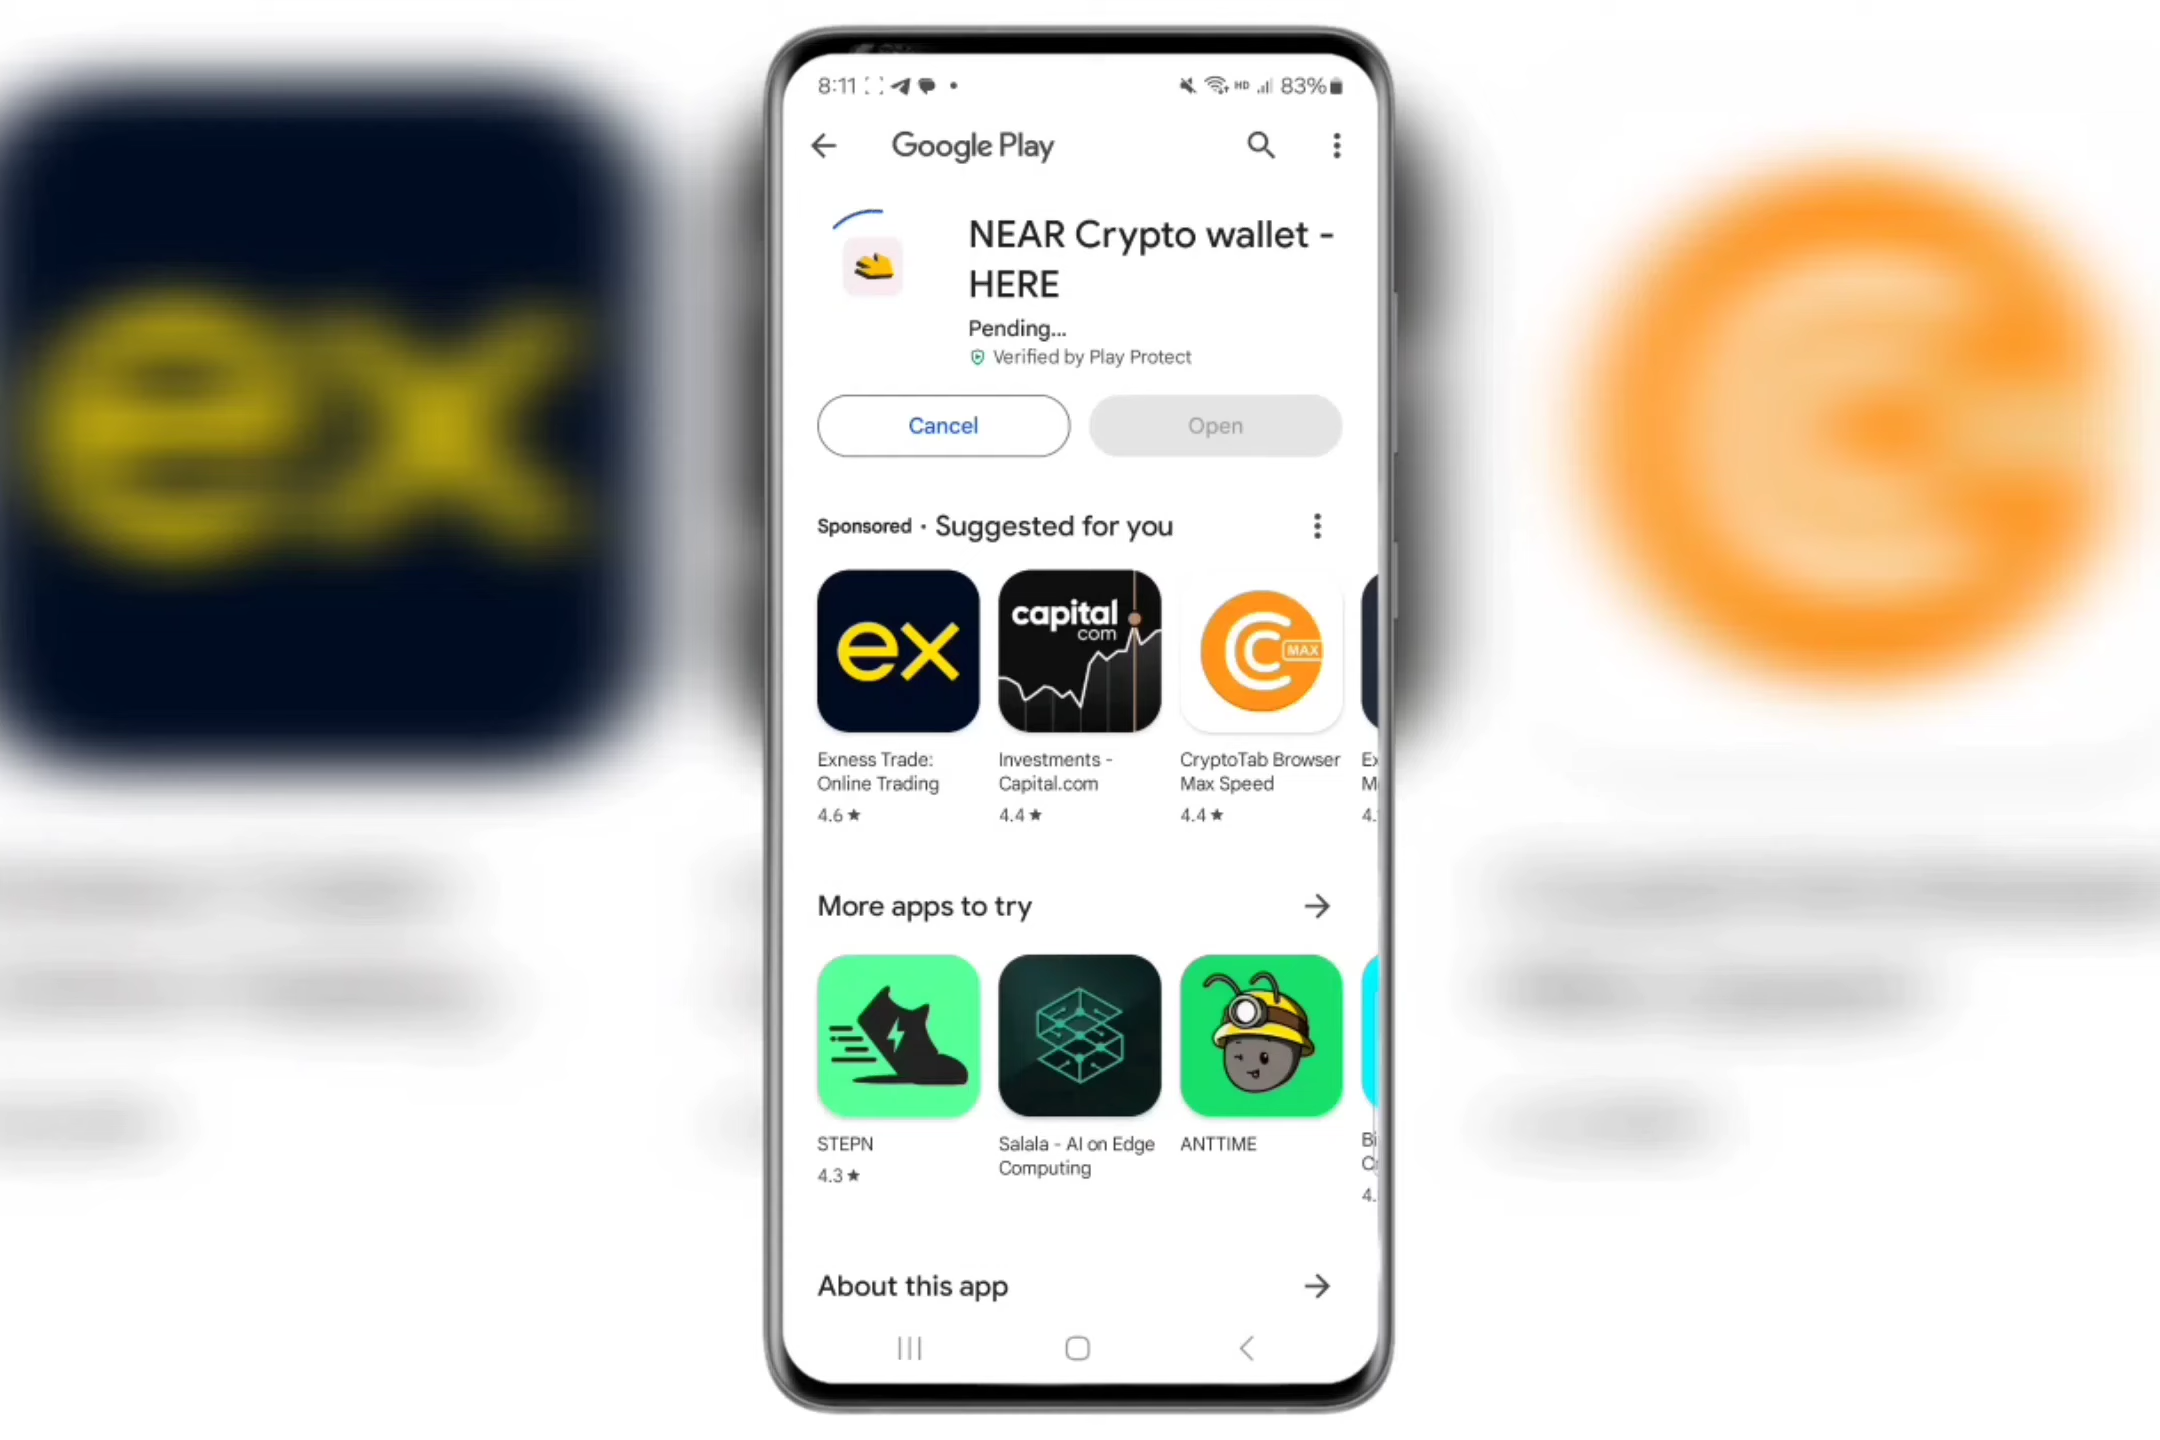 8:11
HD
83%
Google Play
NEAR Crypto wallet -
HERE
Pending...
Verified by Play Protect
Cancel
Open
Sponsored · Suggested for you
ex
capital
com
MAX
ex
Exness Trade:
Online Trading
4.6★
Investments -
Capital.com
4.4★
CryptoTab Browser
Max Speed
4.4★
More apps to try
STEPN
4.3★
Salala - AI on Edge
Computing
ANTTIME
About this app